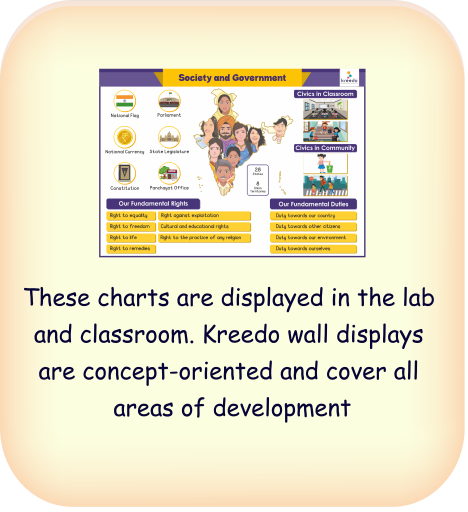 Society and Government
kreedo
National Flag
Parliament
National Currency
State Legislature
Constitution
Panchayat Office
28
States
8
Union
Territories
Civics in Classroom
Civics in Community
Our Fundamental Rights
Right to equality
Right against exploitation
Right to freedom
Cultural and educational rights
Right to life
Right to the practice of any religion
Right to remedies
Our Fundamental Duties
Duty towards our country
Duty towards other citizens
Duty towards our environment
Duty towards ourselves
These charts are displayed in the lab
and classroom. Kreedo wall displays
are concept-oriented and cover all
areas of development